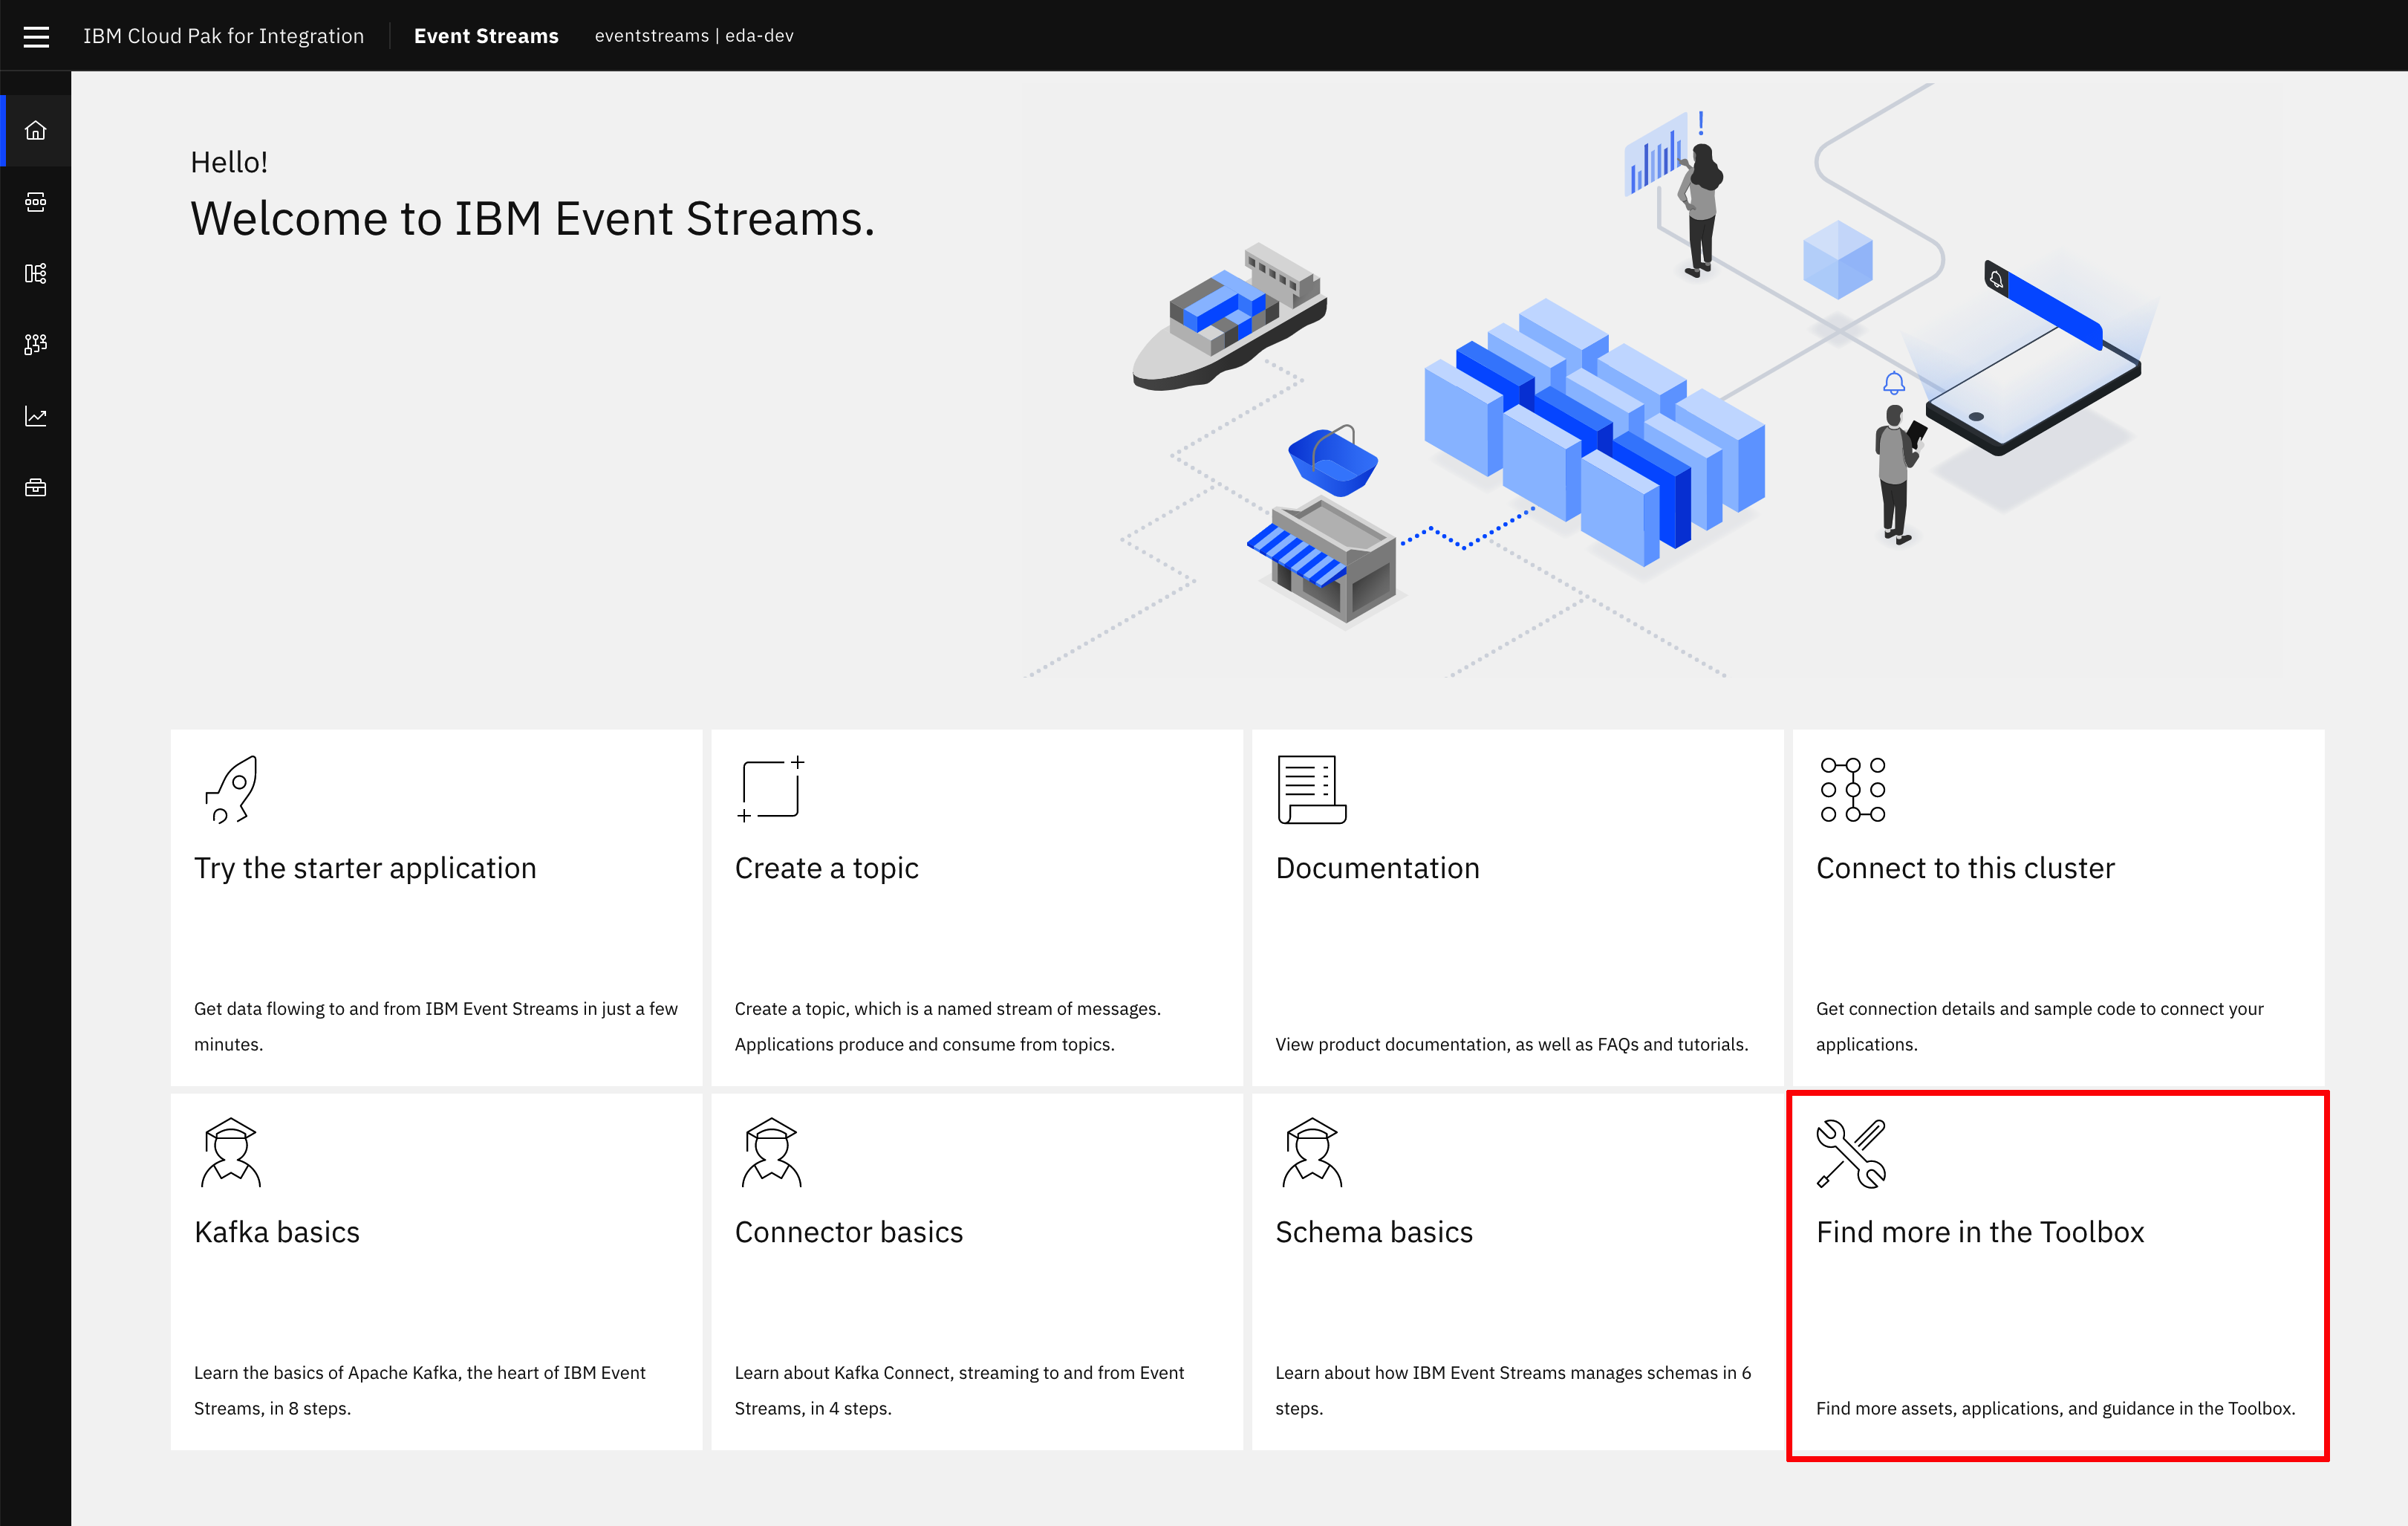 IBM Cloud Pak for Integration
Event Streams
eventstreams | eda-dev
Hello!
Welcome to IBM Event Streams.
Try the starter application
Get data flowing to and from IBM Event Streams in just a few
minutes.
Create a topic
Create a topic, which is a named stream of messages.
Applications produce and consume from topics.
Documentation
View product documentation, as well as FAQs and tutorials.
Connect to this cluster
Get connection details and sample code to connect your
applications.
Kafka basics
Learn the basics of Apache Kafka, the heart of IBM Event
Streams, in 8 steps.
Connector basics
Learn about Kafka Connect, streaming to and from Event
Streams, in 4 steps.
Schema basics
Learn about how IBM Event Streams manages schemas in 6
steps.
Find more in the Toolbox
Find more assets, applications, and guidance in the Toolbox.